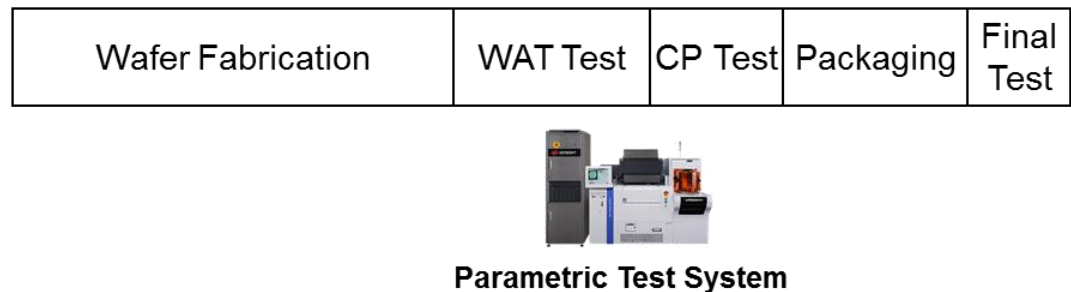 Wafer Fabrication
WAT Test
CP Test
Packaging
Final
Test
Parametric Test System